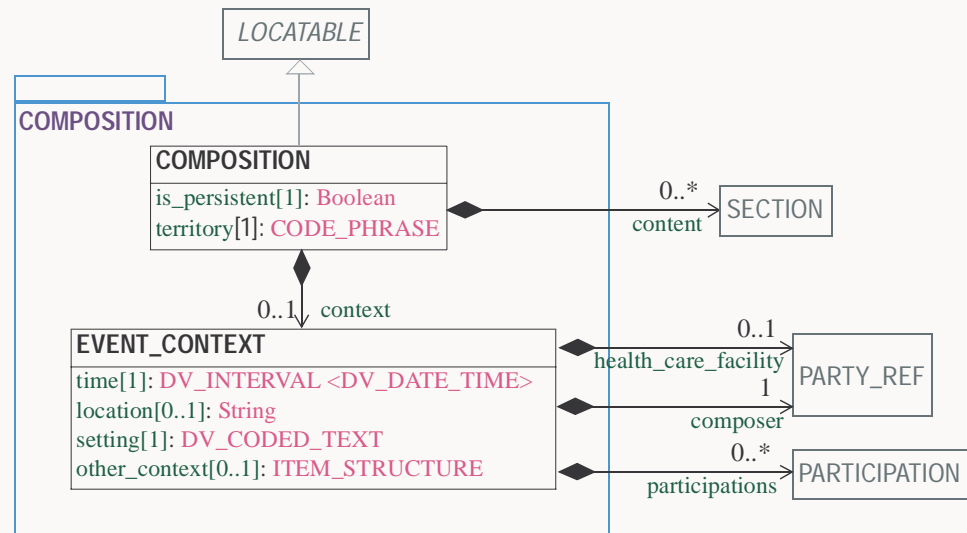 LOCATABLE
COMPOSITION
COMPOSITION
is_persistent[1]: Boolean
territory[1]: CODE_PHRASE
0..*
content
SECTION
0..1
context
EVENT_CONTEXT
time[1]: DV_INTERVAL <DV_DATE_TIME>
location[0..1]: String
setting[1]: DV_CODED_TEXT
other_context[0..1]: ITEM_STRUCTURE
0..1
health_care_facility
1
composer
PARTY_REF
0..*
participations
PARTICIPATION